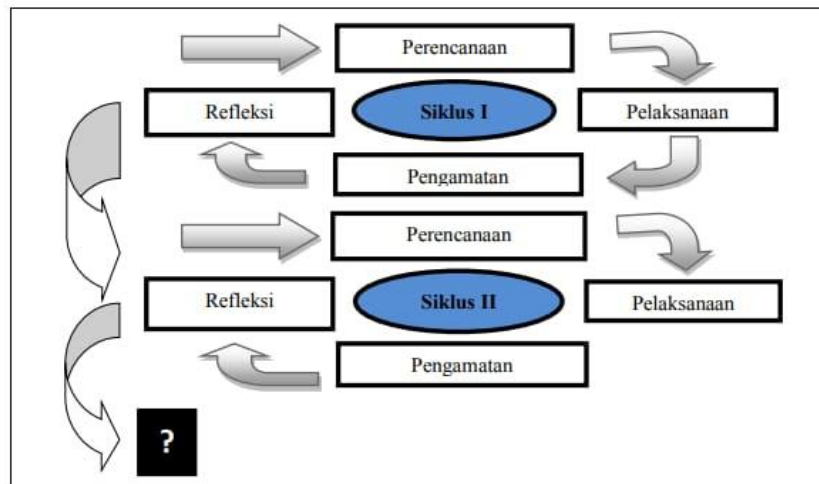 Perencanaan
Refleksi
Siklus I
Pelaksanaan
Pengamatan
Perencanaan
Refleksi
Siklus II
Pelaksanaan
Pengamatan
?